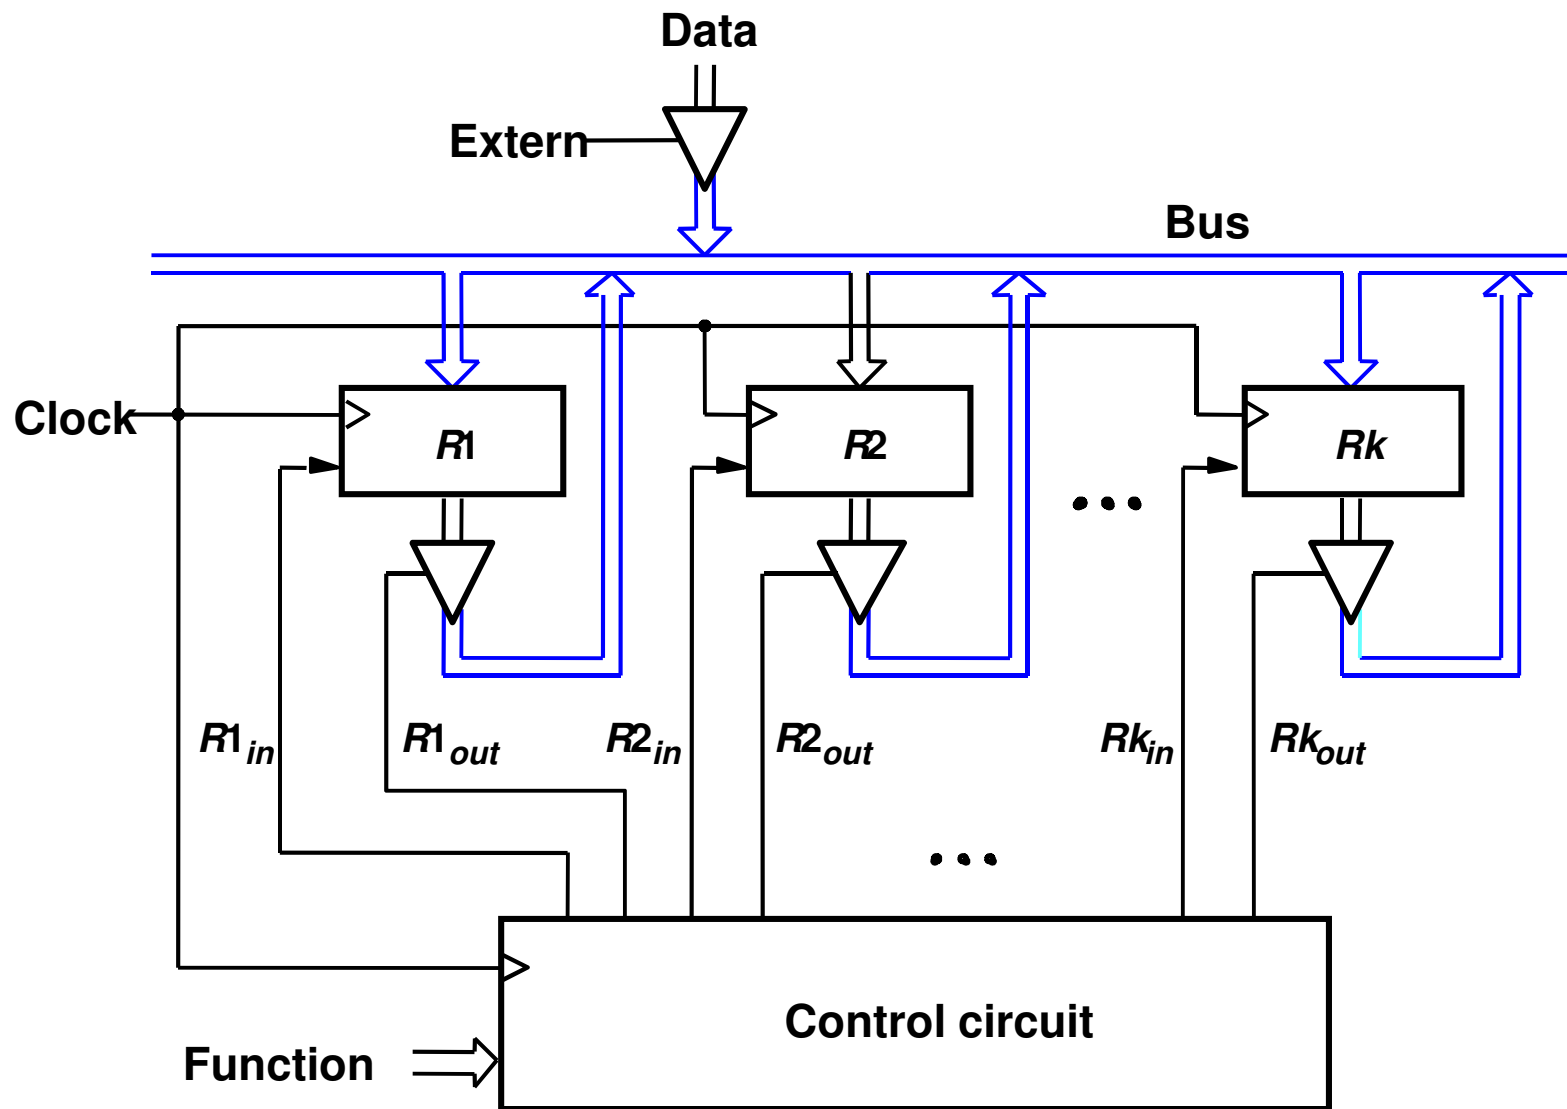 Data
Extern
Bus
Clock
R1
R2
Rk
R1in
R1out
R2in
R2out
Rkin
Rkout
Control circuit
Function